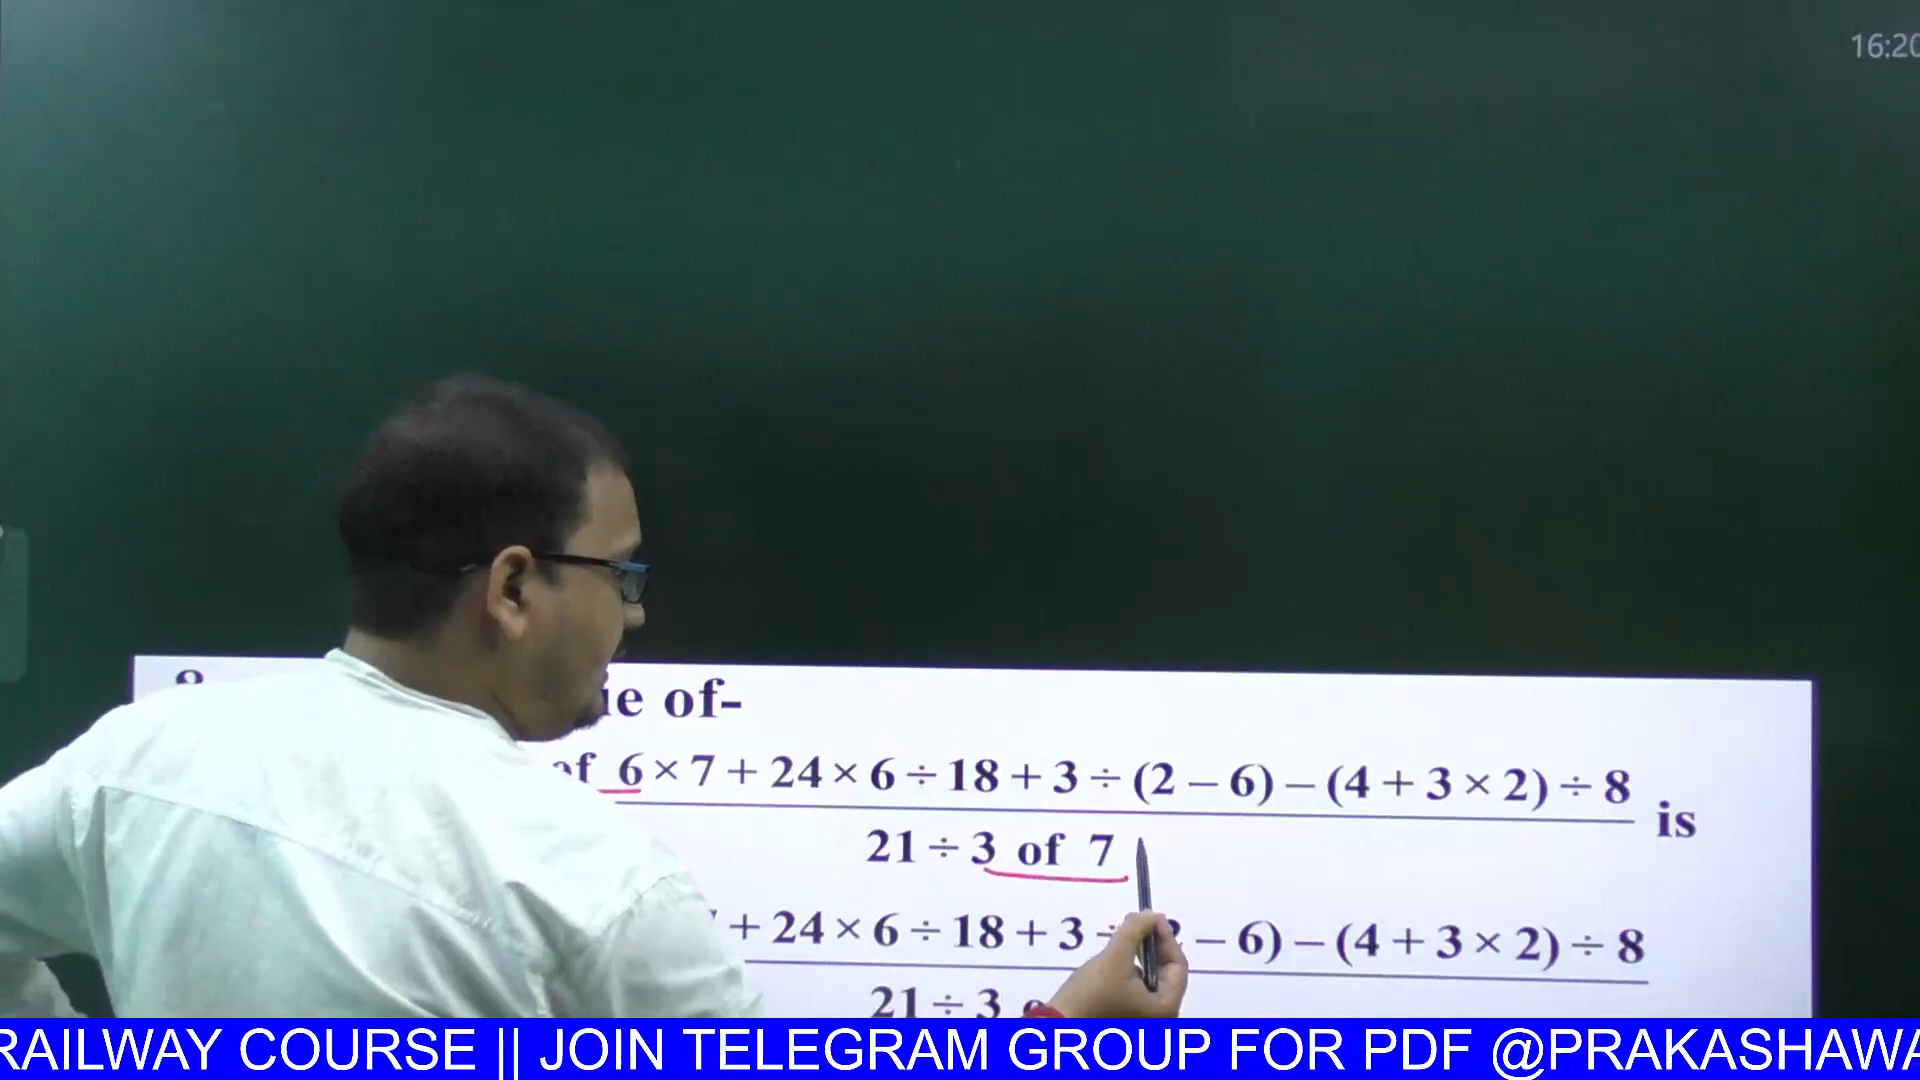 16:20
of-
6 × 7 + 24 × 6 ÷ 18 + 3 ÷ (2 – 6) – (4 + 3 × 2) ÷ 8
is
21 ÷ 3 of 7
+ 24 × 6 ÷ 18 + 3 ÷ – 6) – (4 + 3 × 2) ÷ 8
21 ÷ 3
RAILWAY COURSE || JOIN TELEGRAM GROUP FOR PDF @PRAKASHAWA